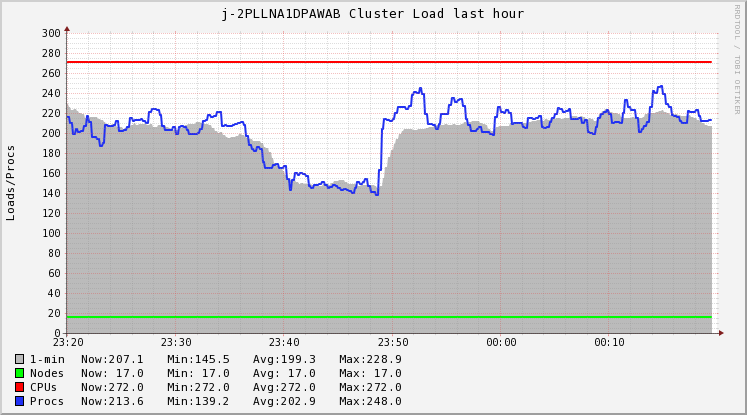 j-2PLLNA1DPAWAB Cluster Load last hour
RRDTOOL / TOBI OETIKER
Loads/Procs
300
280
260
240
220
200
180
160
140
120
100
80
60
40
20
0
23:20 23:30 23:40 23:50 00:00 00:10
1-min Now:207.1 Min:145.5 Avg:199.3 Max:228.9
Nodes Now: 17.0 Min: 17.0 Avg: 17.0 Max: 17.0
CPUs Now:272.0 Min:272.0 Avg:272.0 Max:272.0
Procs Now:213.6 Min:139.2 Avg:202.9 Max:248.0